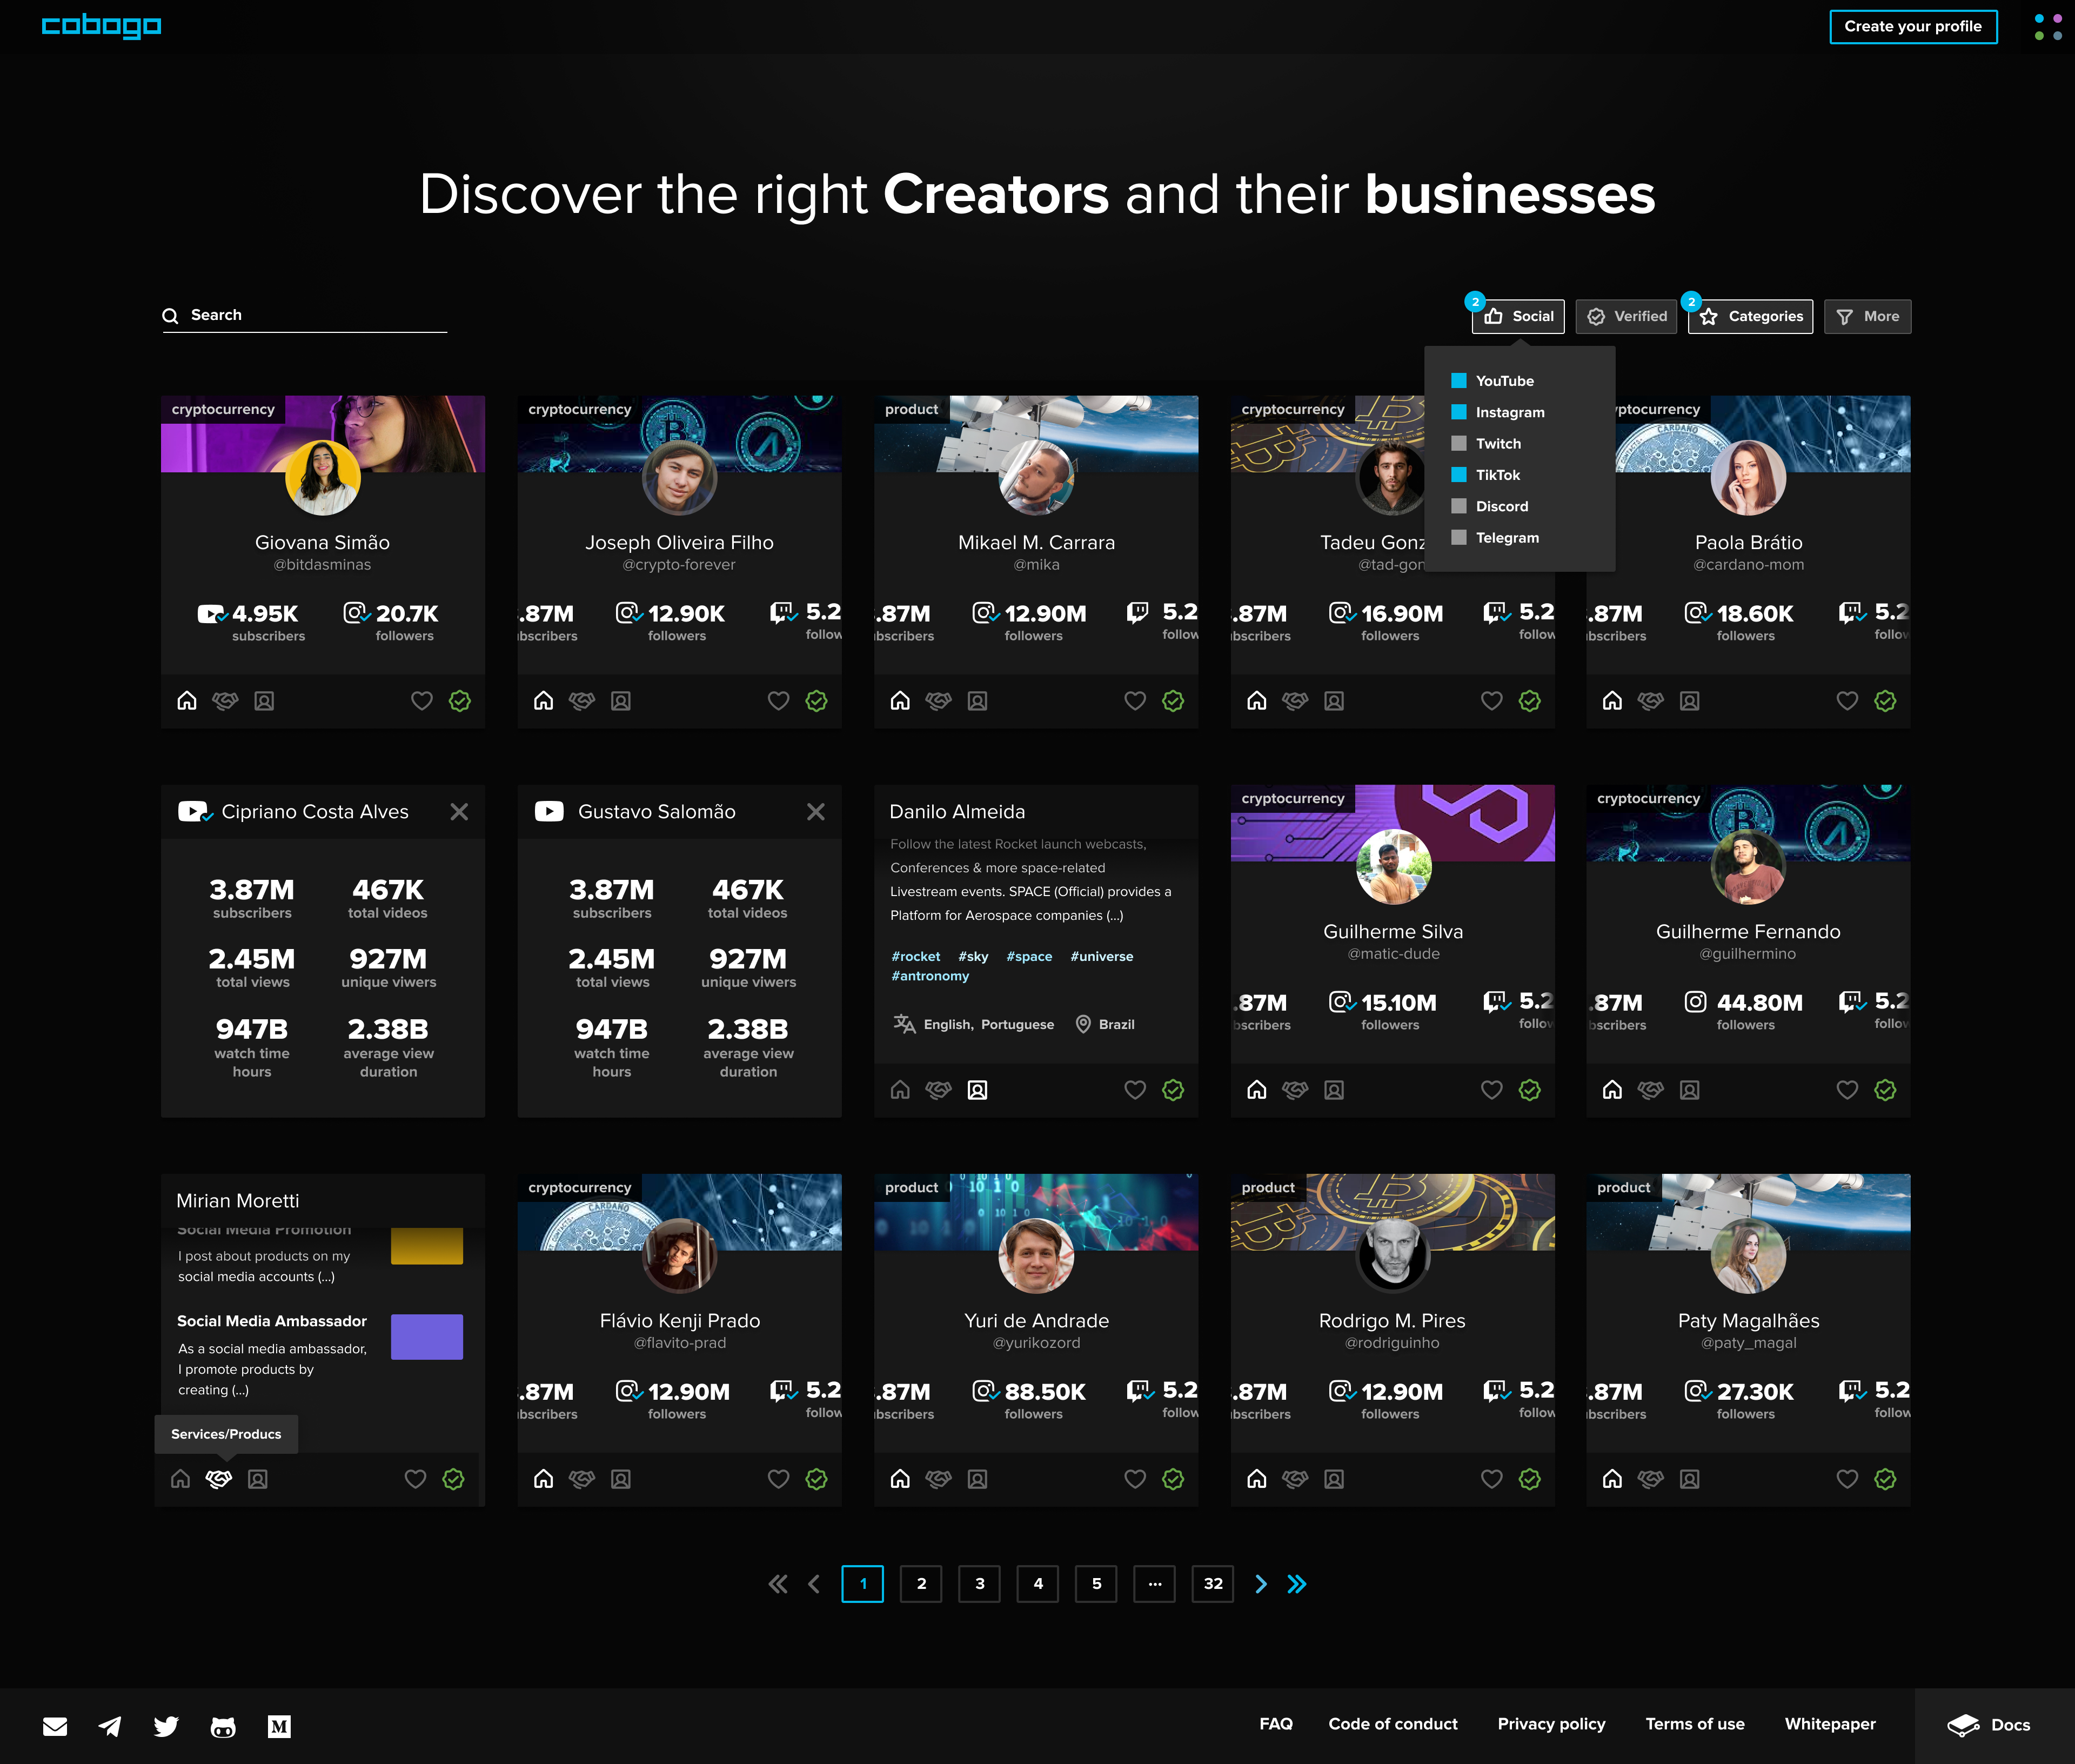 cobogo
Create your profile
Discover the right Creators and their businesses
Search
2
Social
Verified
2
Categories
More
YouTube
Instagram
Twitch
TikTok
Discord
Telegram
cryptocurrency
Giovana Simão
@bitdasminas
4.95K
subscribers
20.7K
followers
cryptocurrency
Joseph Oliveira Filho
@crypto-forever
.87M
bscribers
12.90K
followers
5.2
follow
product
Mikael M. Carrara
@mika
.87M
bscribers
12.90M
followers
5.2
follow
cryptocurrency
Tadeu Gonz
@tad-gon
.87M
bscribers
16.90M
followers
5.2
follow
ptocurrency
CARDANO
Paola Brátio
@cardano-mom
.87M
bscribers
18.60K
followers
5.2
follow
Cipriano Costa Alves
3.87M
subscribers
467K
total videos
2.45M
total views
927M
unique viwers
947B
watch time
hours
2.38B
average view
duration
Gustavo Salomão
3.87M
subscribers
467K
total videos
2.45M
total views
927M
unique viwers
947B
watch time
hours
2.38B
average view
duration
Danilo Almeida
Follow the latest Rocket launch webcasts,
Conferences & more space-related
Livestream events. SPACE (Official) provides a
Platform for Aerospace companies (...)
#rocket #sky #space #universe
#antronomy
English, Portuguese
Brazil
cryptocurrency
Guilherme Silva
@matic-dude
.87M
bscribers
15.10M
followers
5.2
follow
cryptocurrency
Guilherme Fernando
@guilhermino
.87M
bscribers
44.80M
followers
5.2
follow
Mirian Moretti
Social Media Promotion
I post about products on my
social media accounts (...)
Social Media Ambassador
As a social media ambassador,
I promote products by
creating (...)
Services/Producs
cryptocurrency
CARDANO
Flávio Kenji Prado
@flavito-prad
.87M
bscribers
12.90M
followers
5.2
follow
product
Yuri de Andrade
@yurikozord
.87M
bscribers
88.50K
followers
5.2
follow
product
Rodrigo M. Pires
@rodriguinho
.87M
bscribers
12.90M
followers
5.2
follow
product
Paty Magalhães
@paty_magal
.87M
bscribers
27.30K
followers
5.2
follow
1 2 3 4 5 ... 32
M
FAQ
Code of conduct
Privacy policy
Terms of use
Whitepaper
Docs